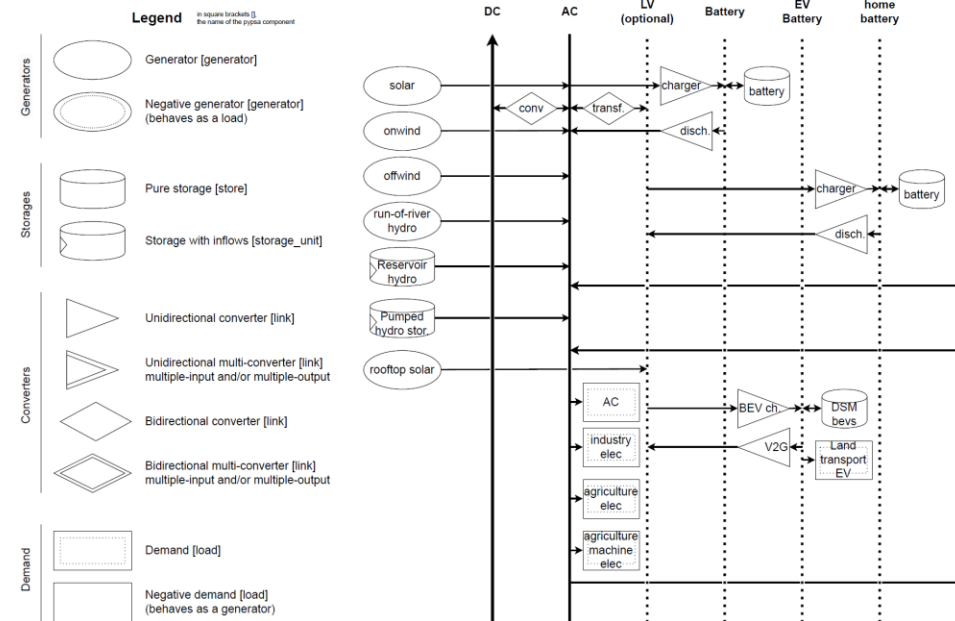 Legend
in square brackets [],
the name of the pypsa component
DC
AC
LV
(optional)
Battery
EV
Battery
home
battery
Generators
Generator [generator]
Negative generator [generator]
(behaves as a load)
Storages
Pure storage [store]
Storage with inflows [storage_unit]
Converters
Unidirectional converter [link]
Unidirectional multi-converter [link]
multiple-input and/or multiple-output
Bidirectional converter [link]
Bidirectional multi-converter [link]
multiple-input and/or multiple-output
Demand
Demand [load]
Negative demand [load]
(behaves as a generator)
solar
charger
battery
conv
transf.
onwind
disch.
offwind
charger
battery
run-of-river
hydro
disch.
Reservoir
hydro
Pumped
hydro stor.
rooftop solar
AC
BEV ch.
DSM
bevs
industry
elec
V2G
Land
transport
EV
agriculture
elec
agriculture
machine
elec